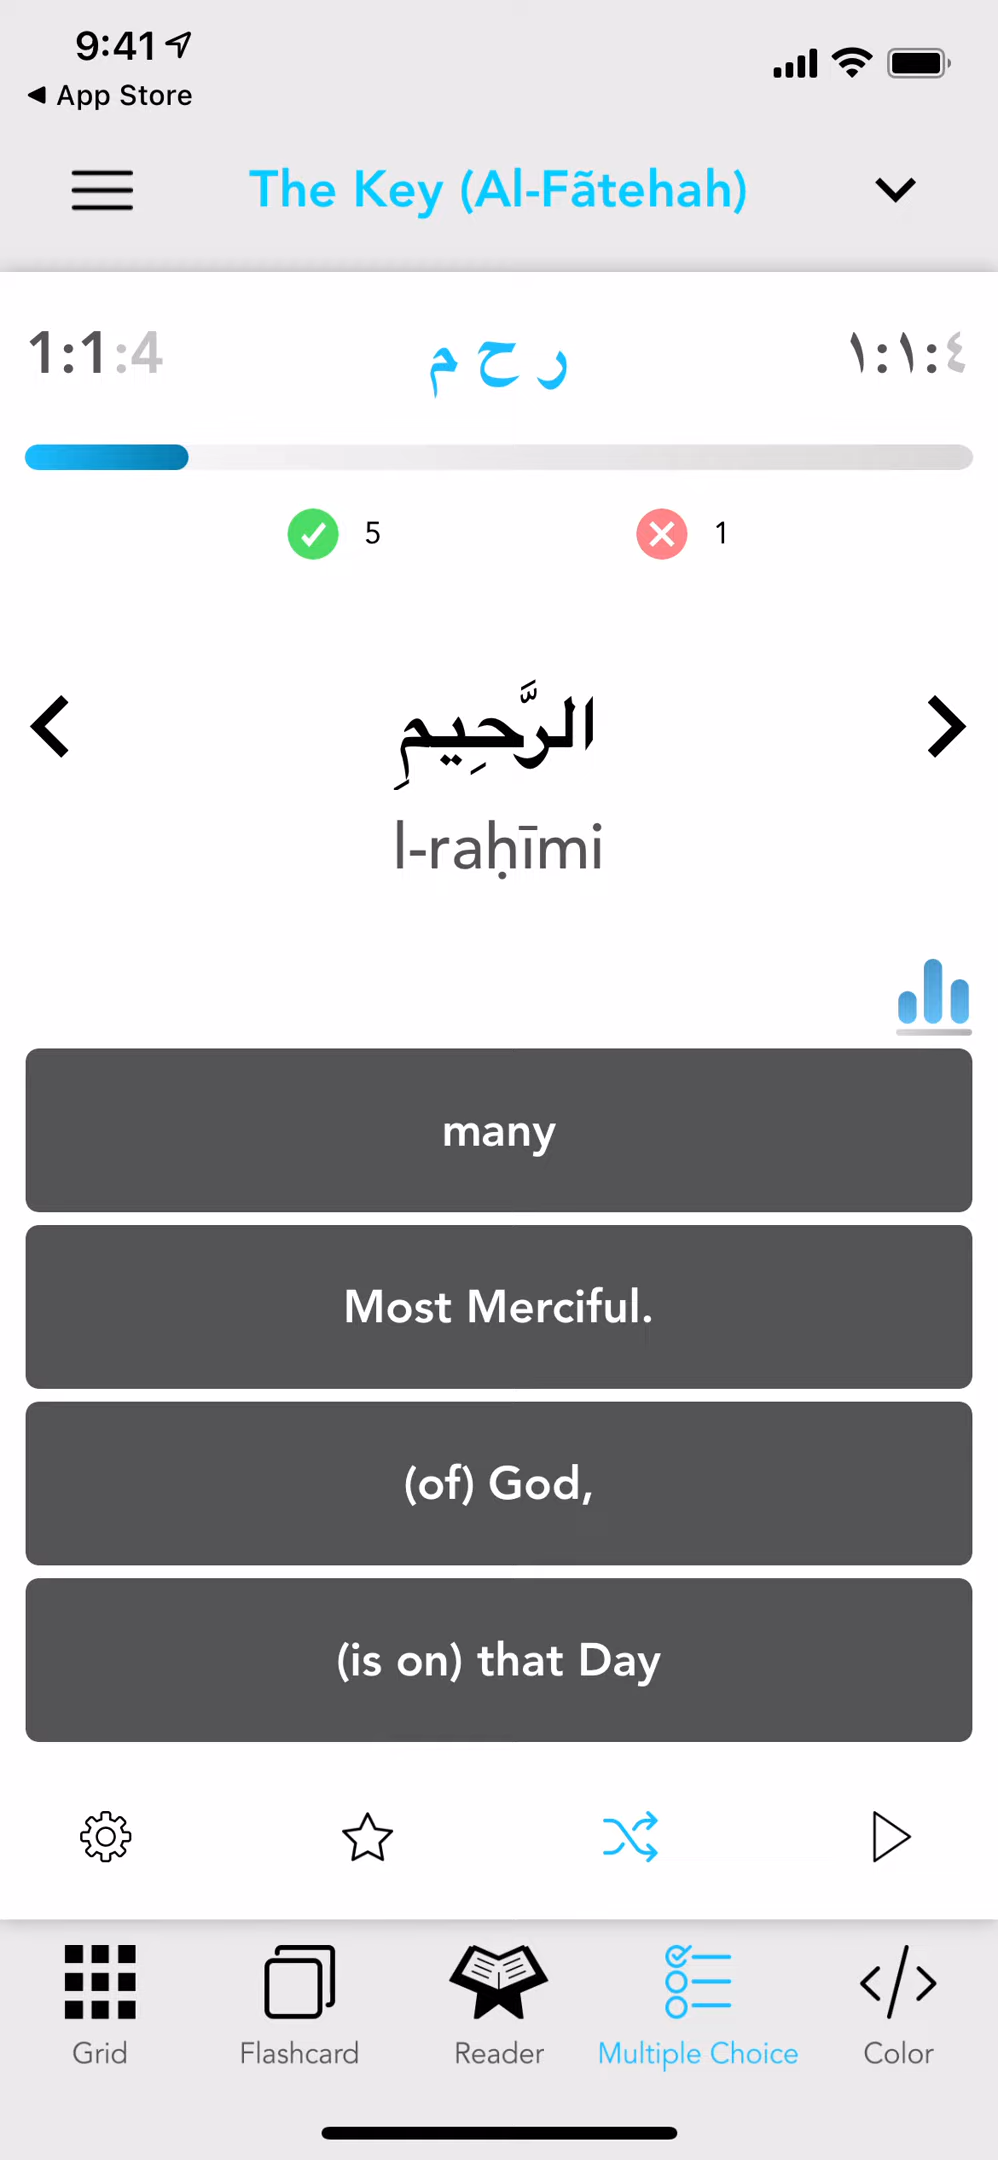 9:41
App Store
The Key (Al-Fãtehah)
1:1:4
ر ح م
١:١:٤
5
1
الرَّحِيمِ
l-raḥīmi
many
Most Merciful.
(of) God,
(is on) that Day
Grid
Flashcard
Reader
Multiple Choice
Color